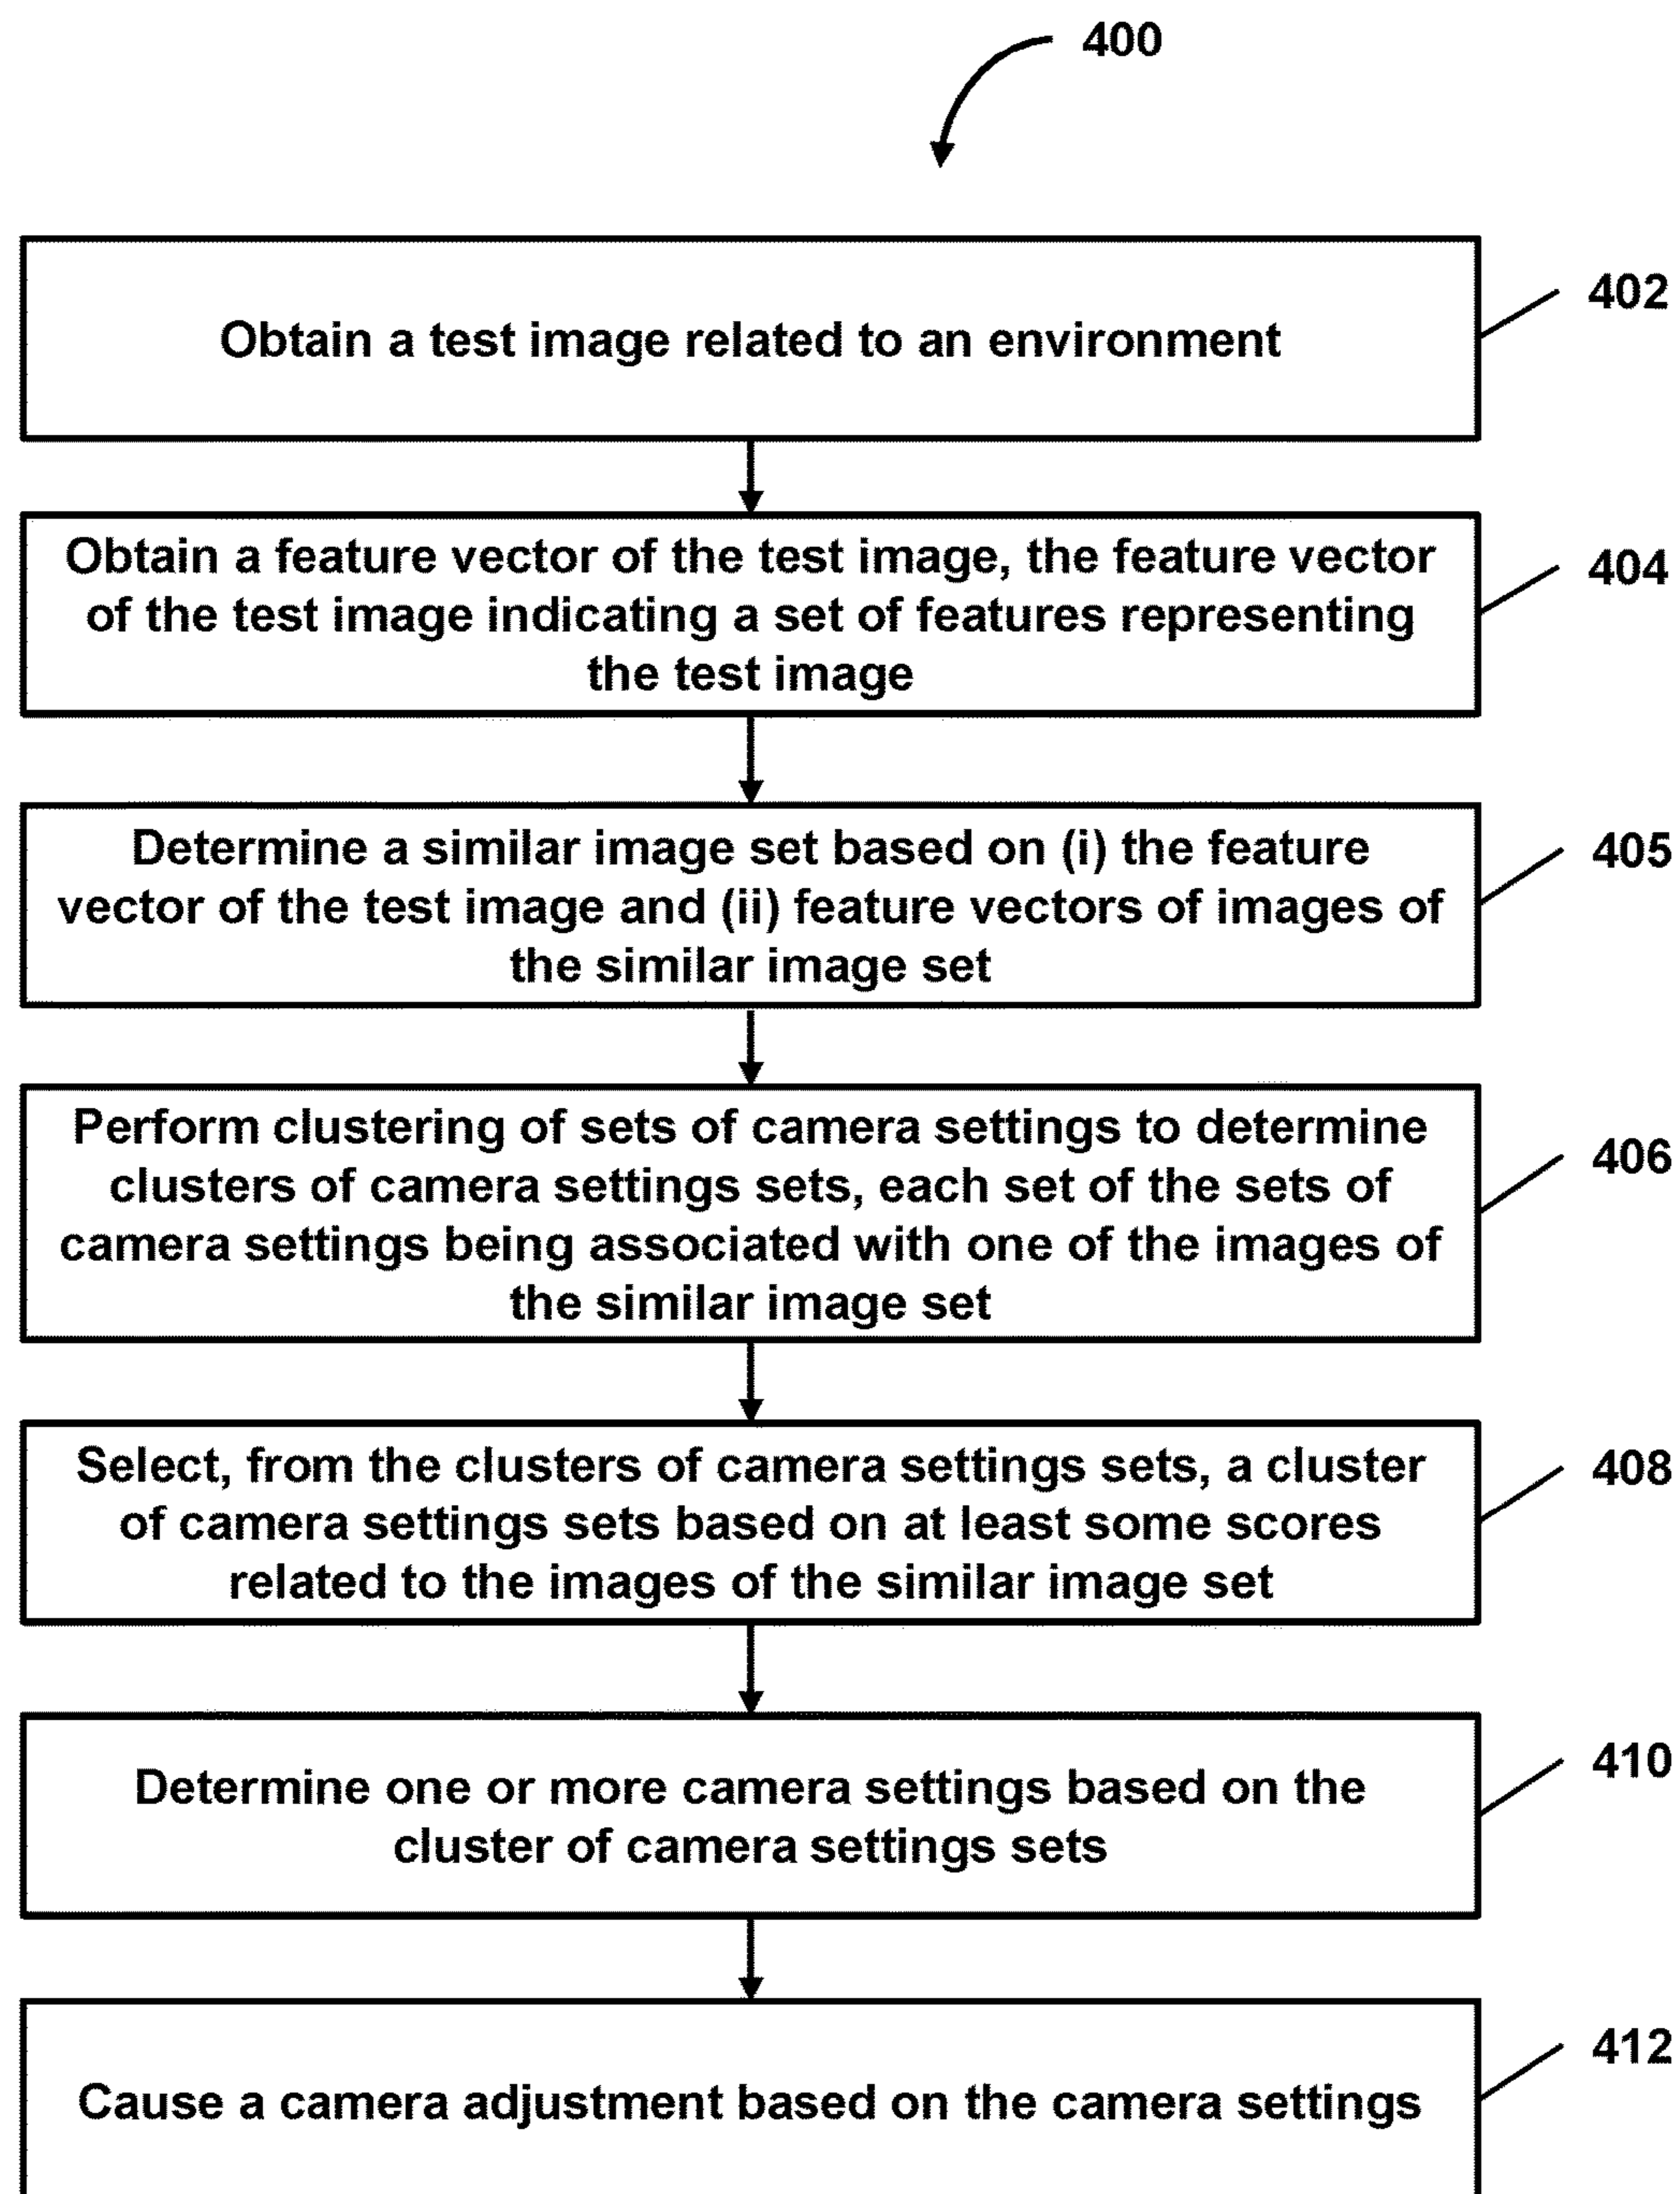 400
Obtain a test image related to an environment
402
Obtain a feature vector of the test image, the feature vector
of the test image indicating a set of features representing
the test image
404
Determine a similar image set based on (i) the feature
vector of the test image and (ii) feature vectors of images of
the similar image set
405
Perform clustering of sets of camera settings to determine
clusters of camera settings sets, each set of the sets of
camera settings being associated with one of the images of
the similar image set
406
Select, from the clusters of camera settings sets, a cluster
of camera settings sets based on at least some scores
related to the images of the similar image set
408
Determine one or more camera settings based on the
cluster of camera settings sets
410
Cause a camera adjustment based on the camera settings
412